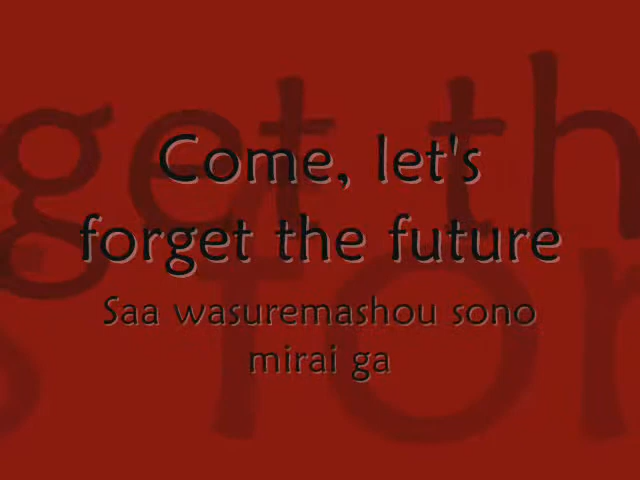 Come, let's
forget the future
Saa wasuremashou sono
mirai ga